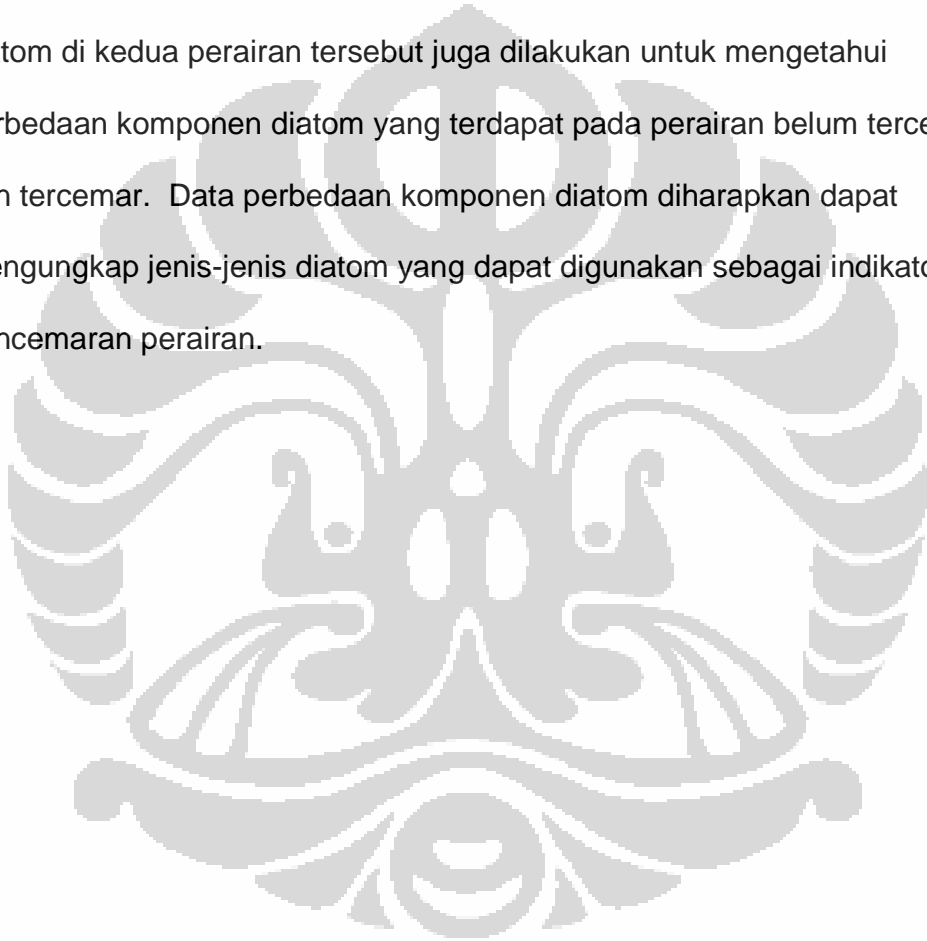 tom di kedua perairan tersebut juga dilakukan untuk mengetahui
rbedaan komponen diatom yang terdapat pada perairan belum terce
n tercemar. Data perbedaan komponen diatom diharapkan dapat
engungkap jenis-jenis diatom yang dapat digunakan sebagai indikato
ncemaran perairan.